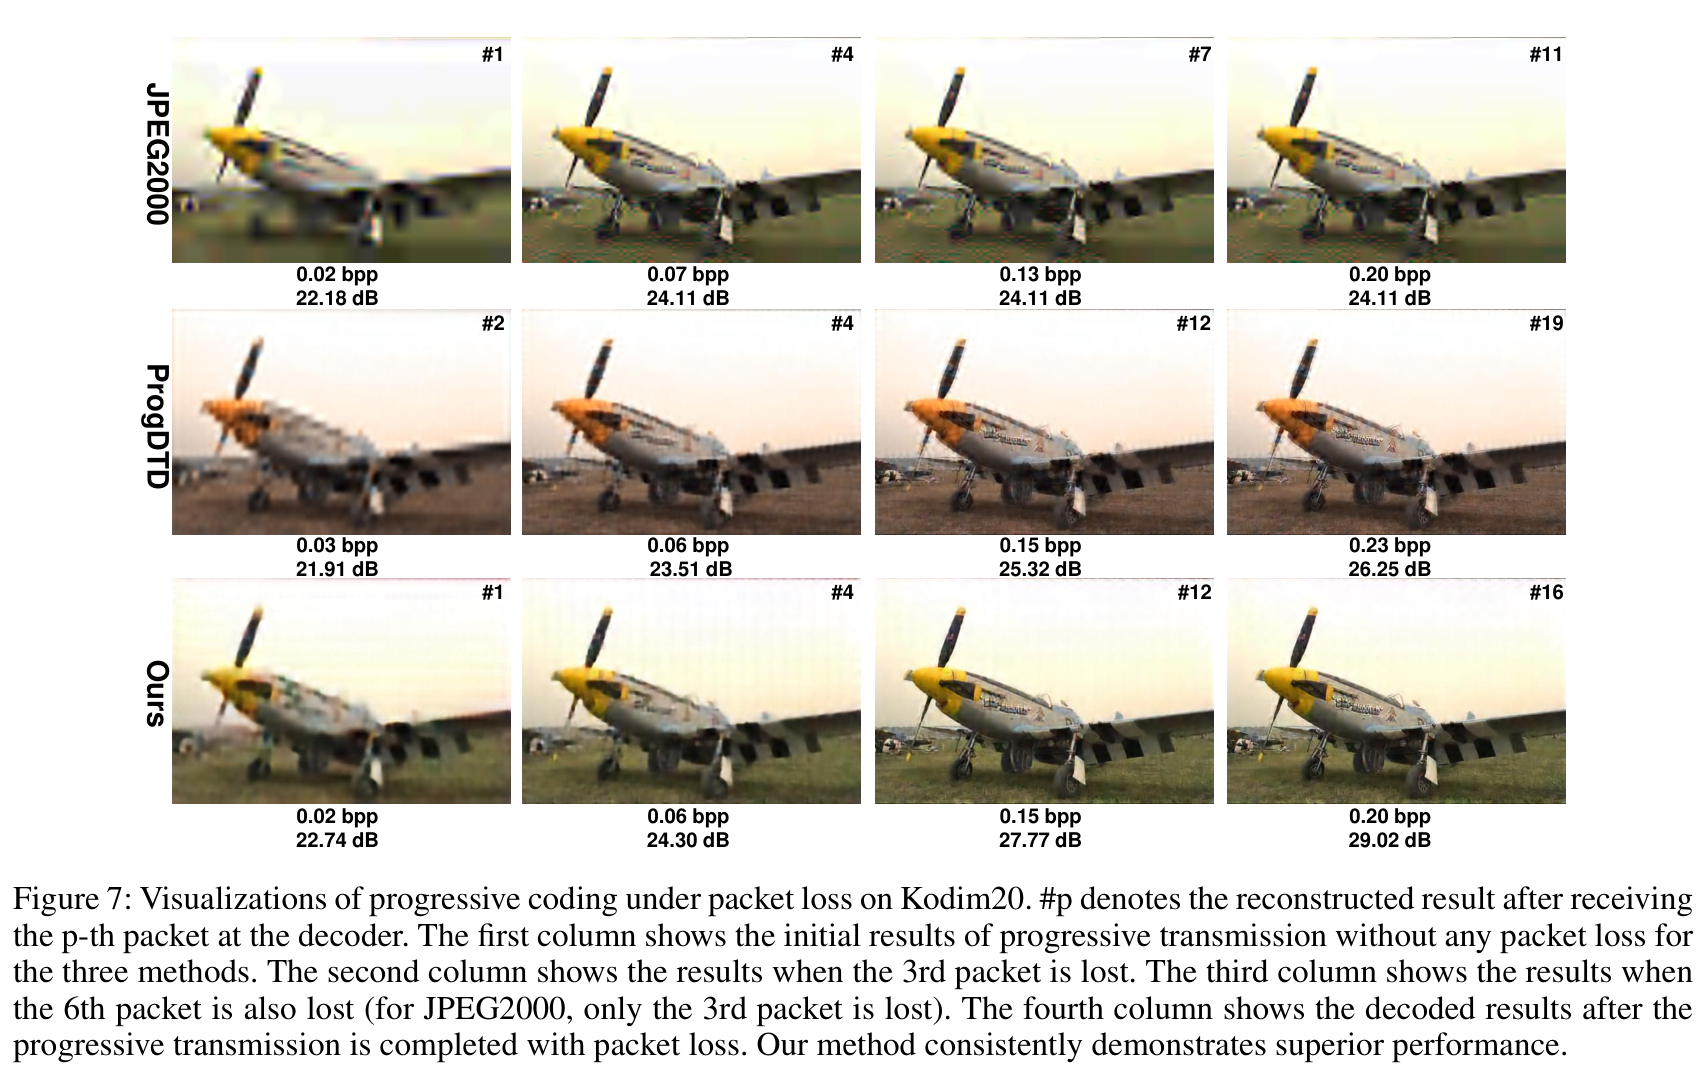 JPEG2000
#1
#4
#7
#11
0.02 bpp
22.18 dB
0.07 bpp
24.11 dB
0.13 bpp
24.11 dB
0.20 bpp
24.11 dB
ProgDTD
#2
#4
#12
#19
0.03 bpp
21.91 dB
0.06 bpp
23.51 dB
0.15 bpp
25.32 dB
0.23 bpp
26.25 dB
Ours
#1
#4
#12
#16
0.02 bpp
22.74 dB
0.06 bpp
24.30 dB
0.15 bpp
27.77 dB
0.20 bpp
29.02 dB
Figure 7: Visualizations of progressive coding under packet loss on Kodim20. #p denotes the reconstructed result after receiving
the p-th packet at the decoder. The first column shows the initial results of progressive transmission without any packet loss for
the three methods. The second column shows the results when the 3rd packet is lost. The third column shows the results when
the 6th packet is also lost (for JPEG2000, only the 3rd packet is lost). The fourth column shows the decoded results after the
progressive transmission is completed with packet loss. Our method consistently demonstrates superior performance.